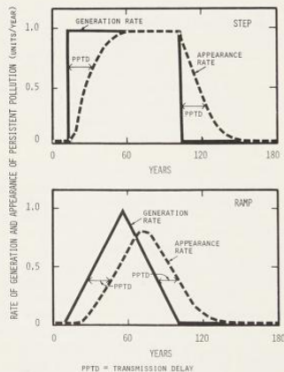 RATE OF GENERATION AND APPEARANCE OF PERSISTENT POLLUTION (UNITS/YEAR)
GENERATION RATE
STEP
1.0
PPTD
APPEARANCE
RATE
0.5
PPTD
0
0
60
120
180
YEARS
RAMP
1.0
GENERATION
RATE
APPEARANCE
RATE
PPTD
0.5
PPTD
0
0
60
120
180
YEARS
PPTD = TRANSMISSION DELAY